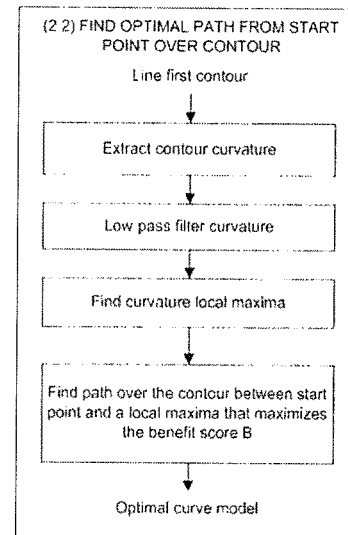 (2 2) FIND OPTIMAL PATH FROM START
POINT OVER CONTOUR
Line first contour
Extract contour curvature
Low pass filter curvature
Find curvature local maxima
Find path over the contour between start
point and a local maxima that maximizes
the benefit score B
Optimal curve model